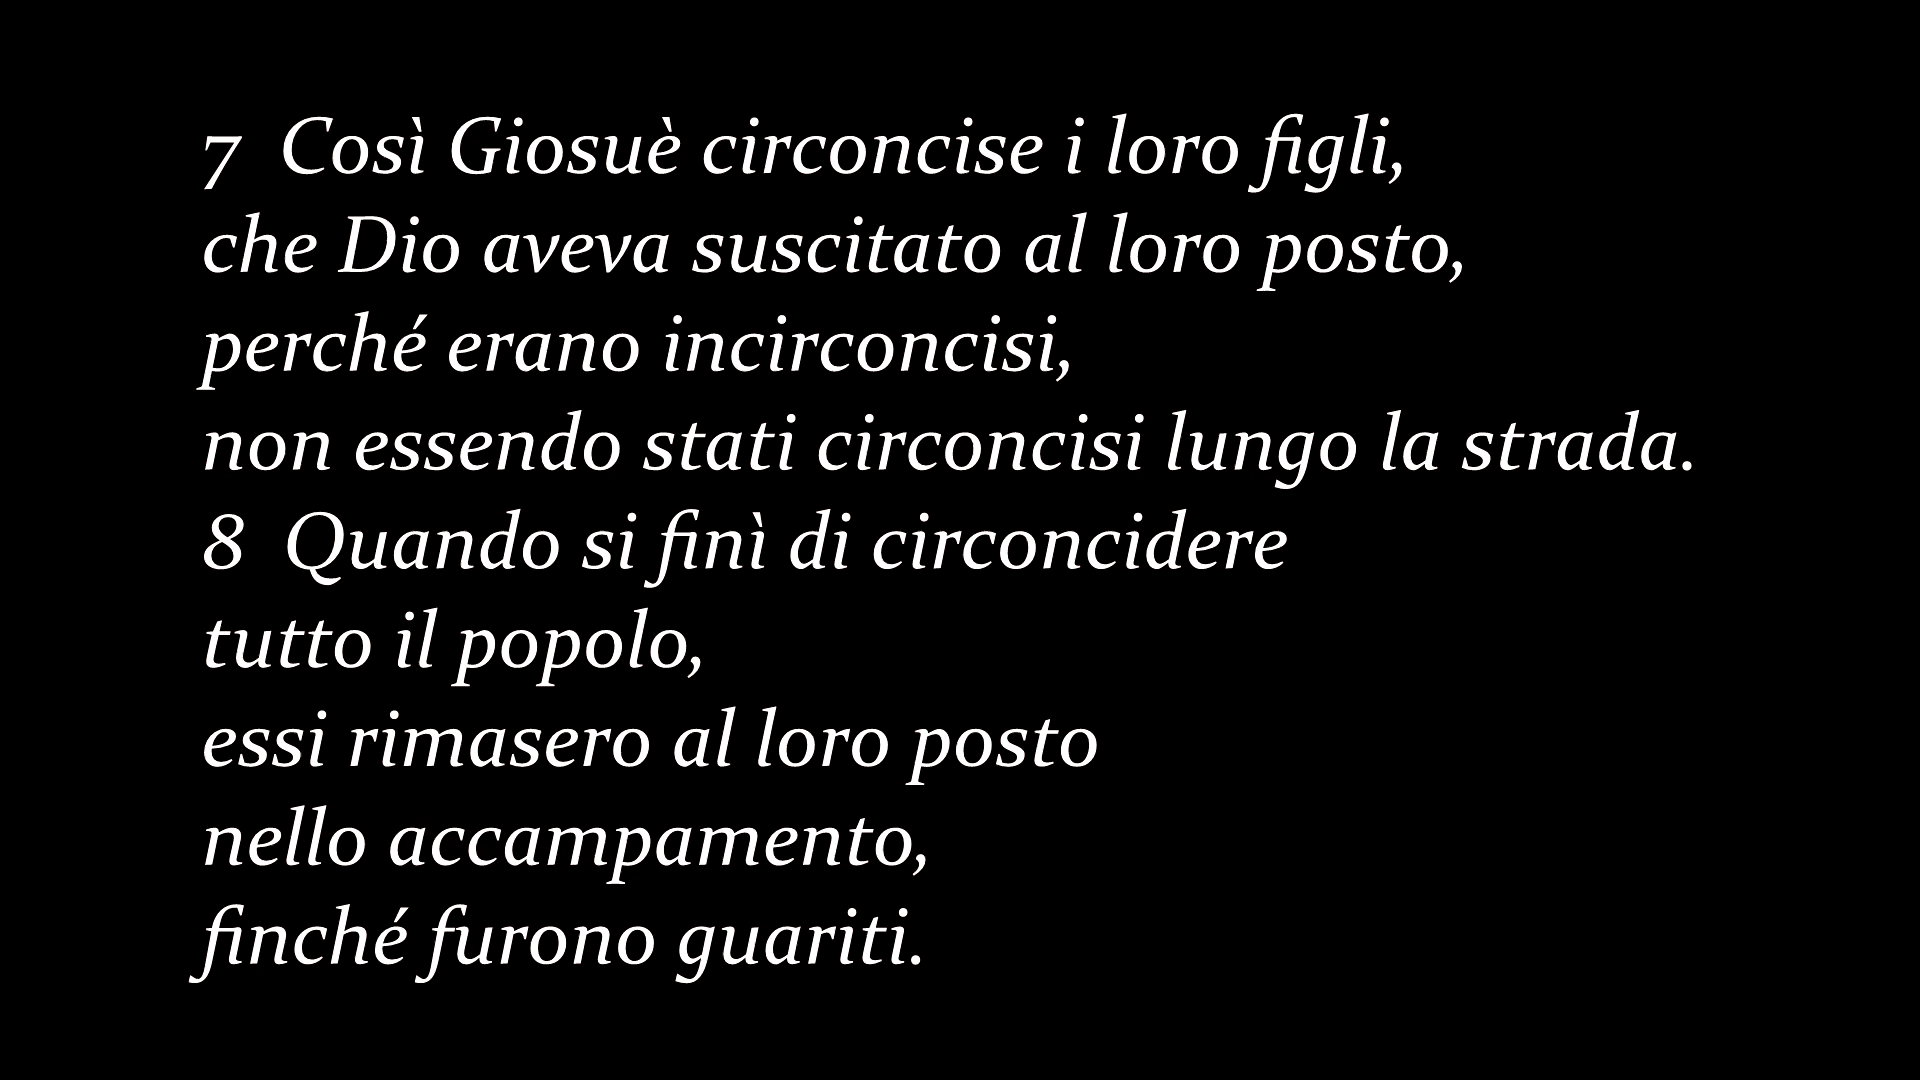 7  Così Giosuè circoncise i loro figli,
che Dio aveva suscitato al loro posto,
perché erano incirconcisi,
non essendo stati circoncisi lungo la strada.
8  Quando si finì di circoncidere
tutto il popolo,
essi rimasero al loro posto
nello accampamento,
finché furono guariti.